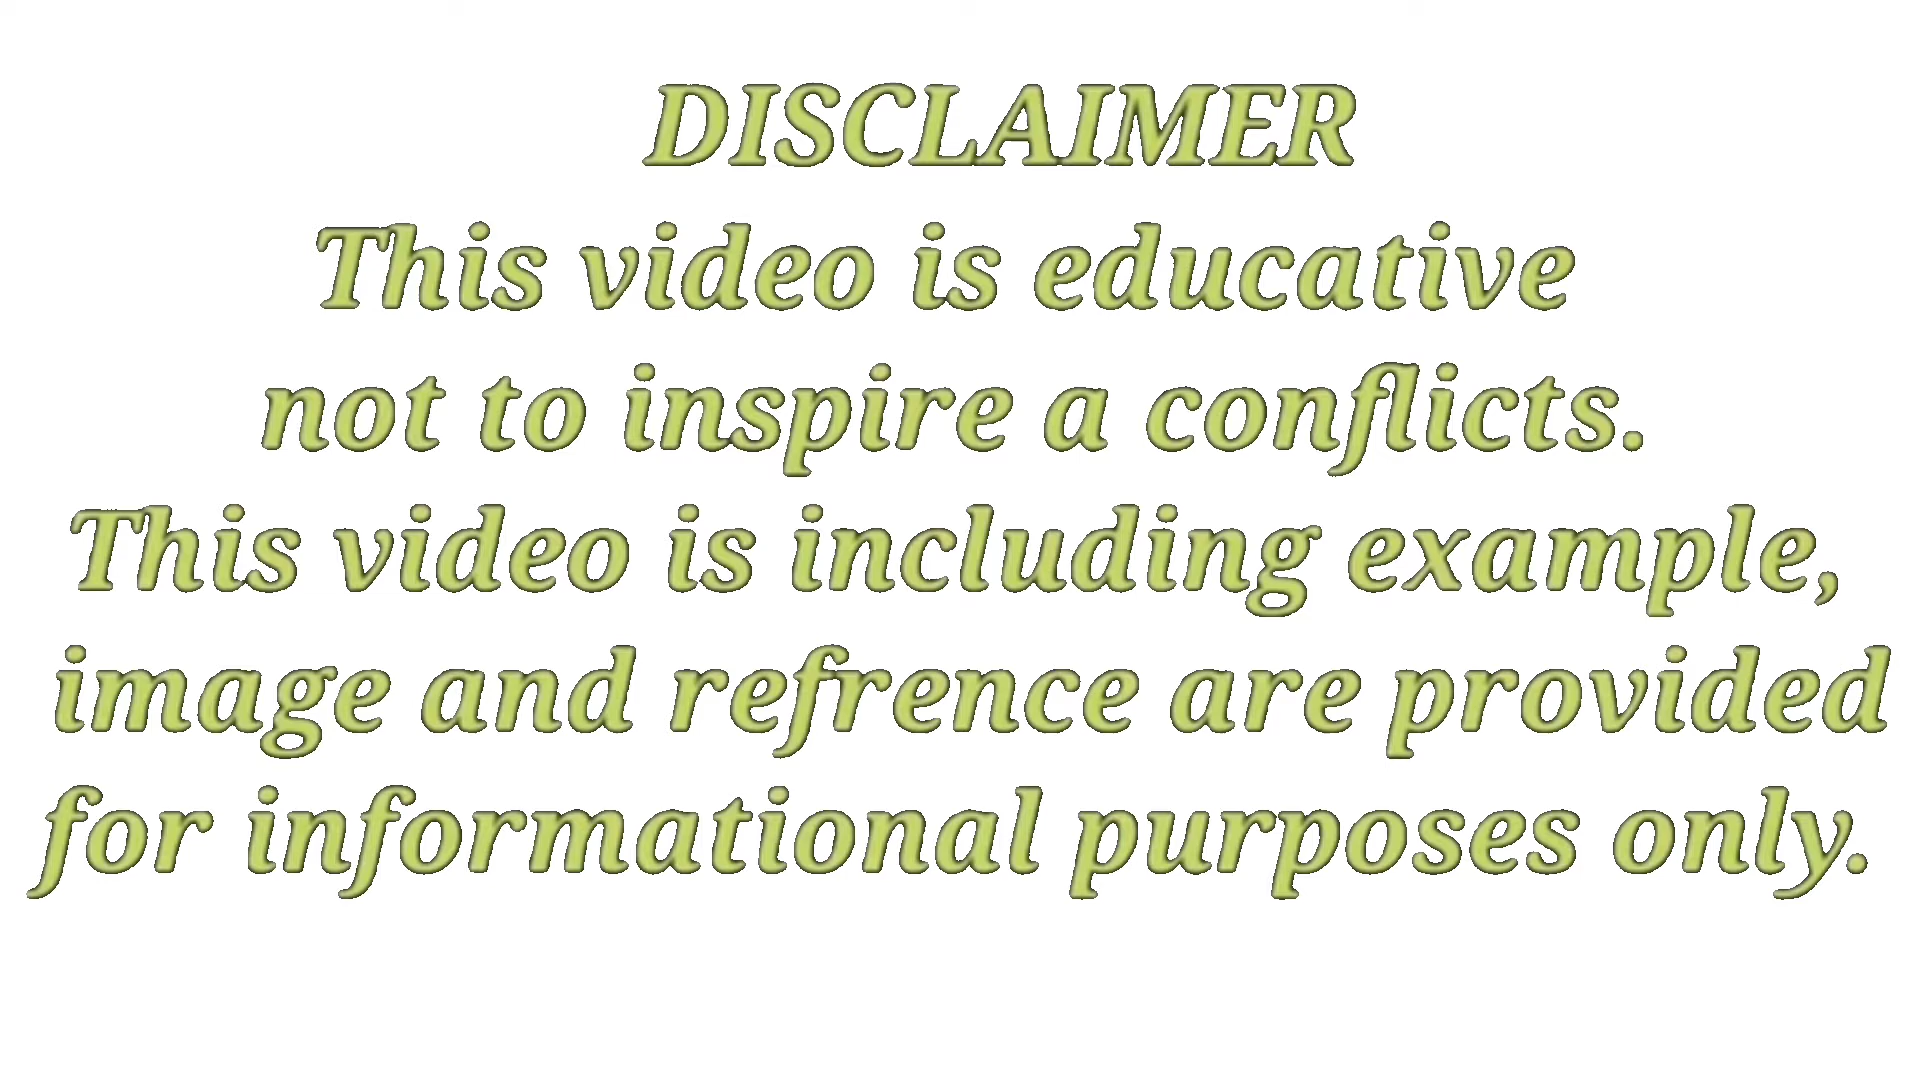 DISCLAIMER
This video is educative
not to inspire a conflicts.
This video is including example,
image and refrence are provided
for informational purposes only.